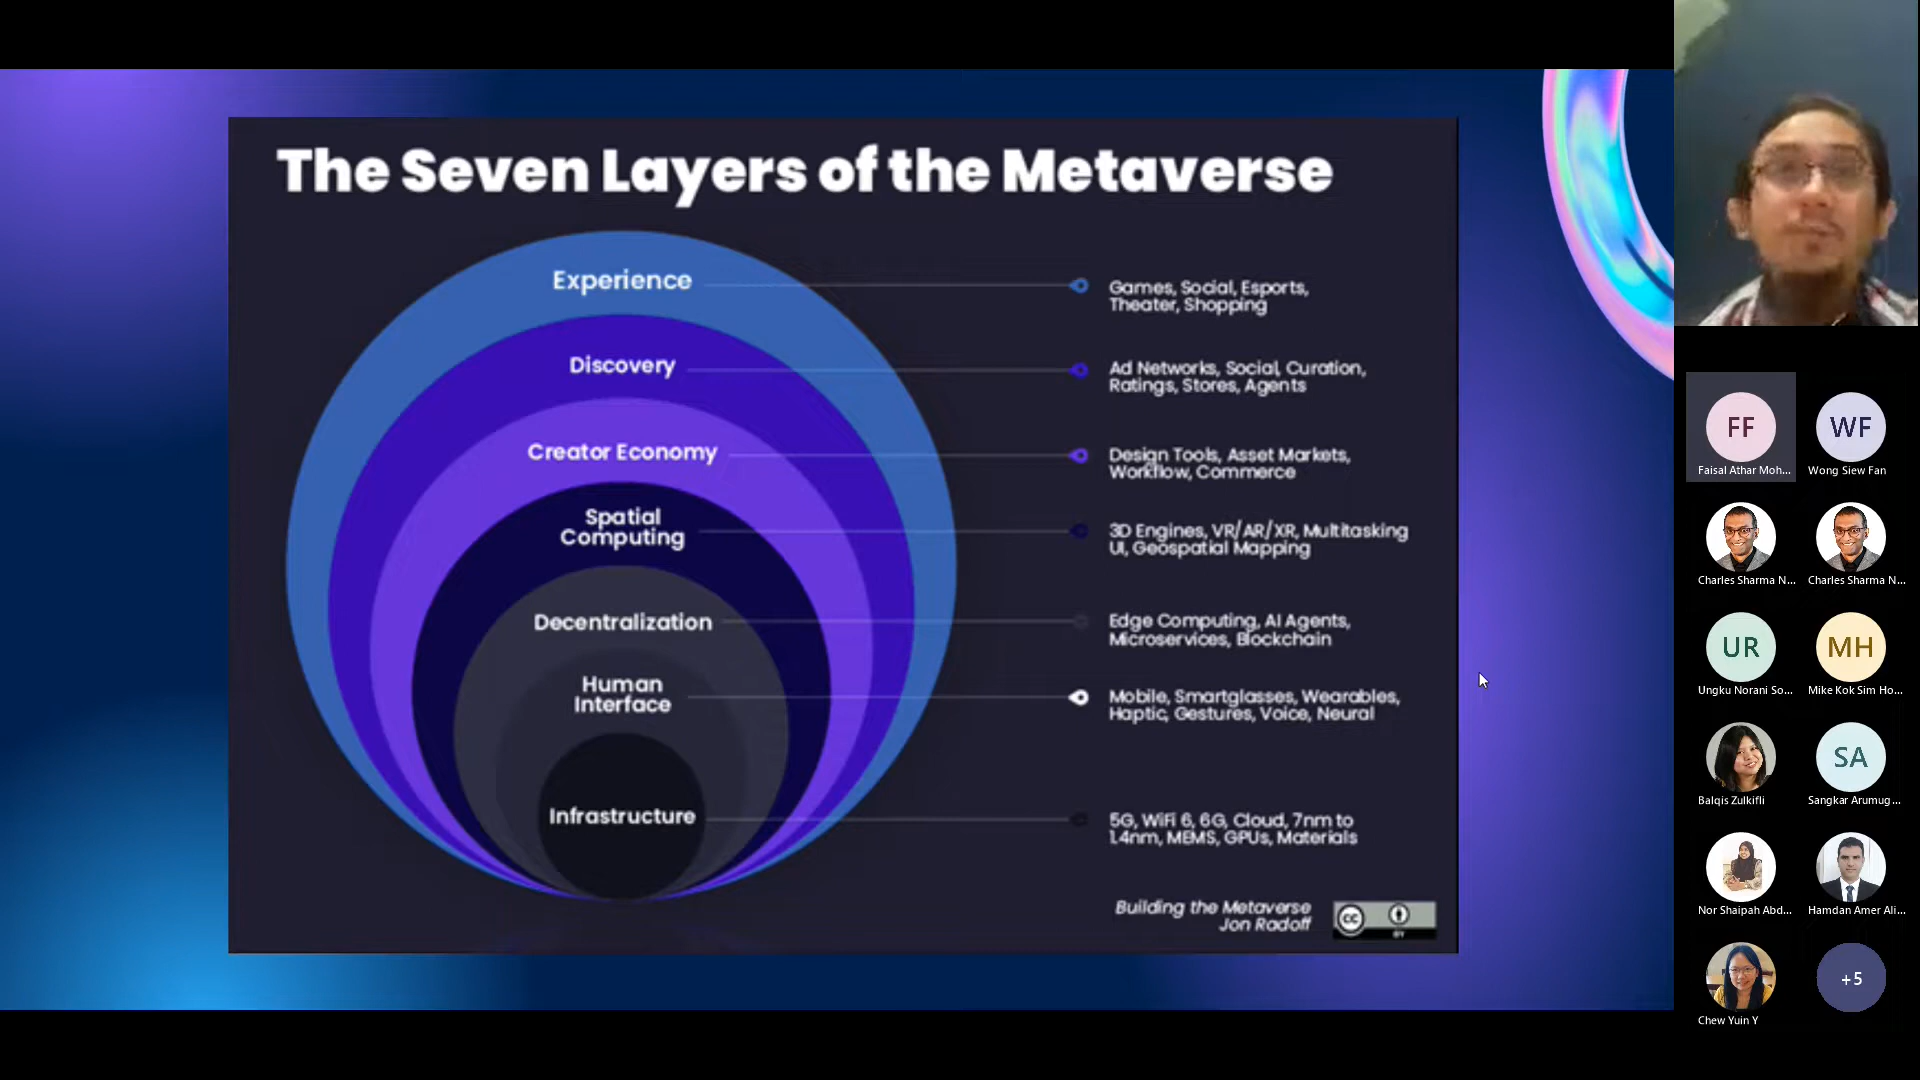 The Seven Layers of the Metaverse
Experience
Games, Social, Esports,
Theater, Shopping
Discovery
Ad Networks, Social, Curation,
Ratings, Stores, Agents
Creator Economy
Design Tools, Asset Markets,
Workflow, Commerce
Spatial
Computing
3D Engines, VR/AR/XR, Multitasking
UI, Geospatial Mapping
Decentralization
Edge Computing, AI Agents,
Microservices, Blockchain
Human
Interface
Mobile, Smartglasses, Wearables,
Haptic, Gestures, Voice, Neural
Infrastructure
5G, WiFi 6, 6G, Cloud, 7nm to
1.4nm, MEMS, GPUs, Materials
Building the Metaverse
Jon Radoff
cc
BY
FF
Faisal Athar Moh...
WF
Wong Siew Fan
Charles Sharma N...
Charles Sharma N...
UR
Ungku Norani So...
MH
Mike Kok Sim Ho...
Balqis Zulkifli
SA
Sangkar Arumug...
Nor Shaipah Abd...
Hamdan Amer Ali...
Chew Yuin Y
+5